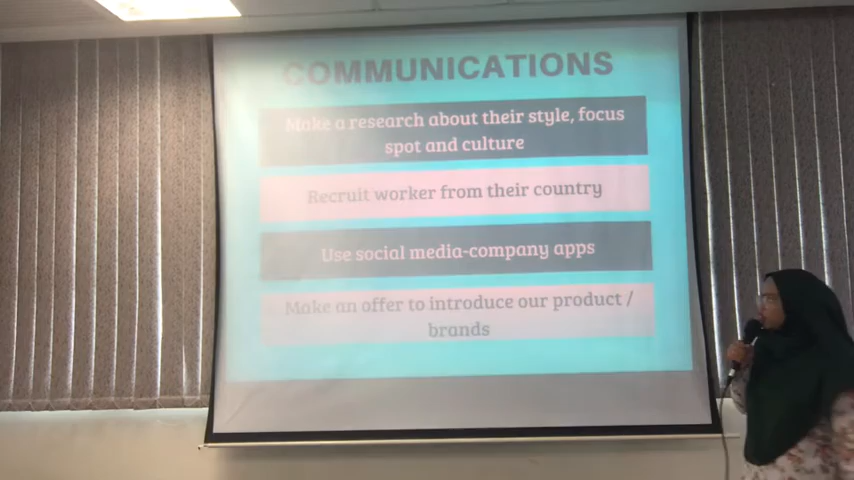 COMMUNICATIONS
Make a research about their style, focus
spot and culture
Recruit worker from their country
Use social media-company apps
Make an offer to introduce our product /
brands